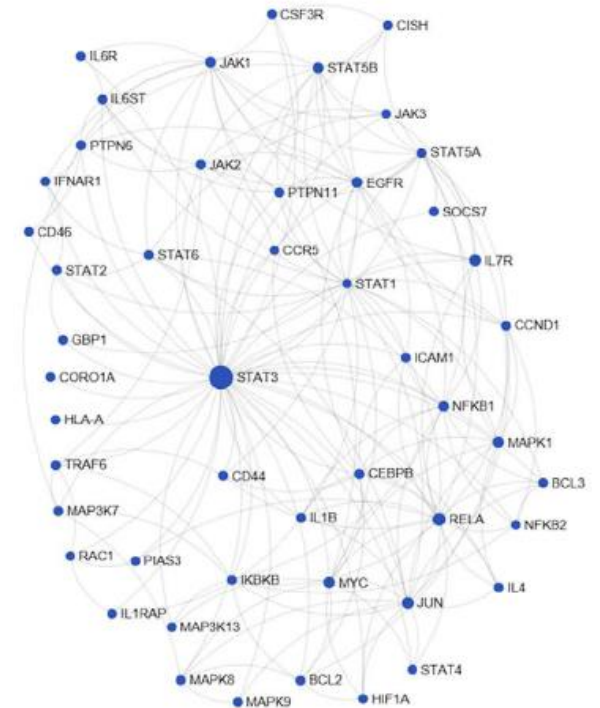 CSF3R
CISH
IL6R
JAK1
STAT5B
IL6ST
JAK3
PTPN6
STAT5A
JAK2
IFNAR1
PTPN11
EGFR
SOCS7
CD46
STAT6
CCR5
IL7R
STAT2
STAT1
CCND1
GBP1
ICAM1
CORO1A
STAT3
NFKB1
HLA-A
MAPK1
TRAF6
CD44
CEBPB
BCL3
MAP3K7
IL1B
RELA
NFKB2
RAC1
PIAS3
IKBKB
MYC
IL4
JUN
IL1RAP
MAP3K13
STAT4
MAPK8
BCL2
MAPK9
HIF1A